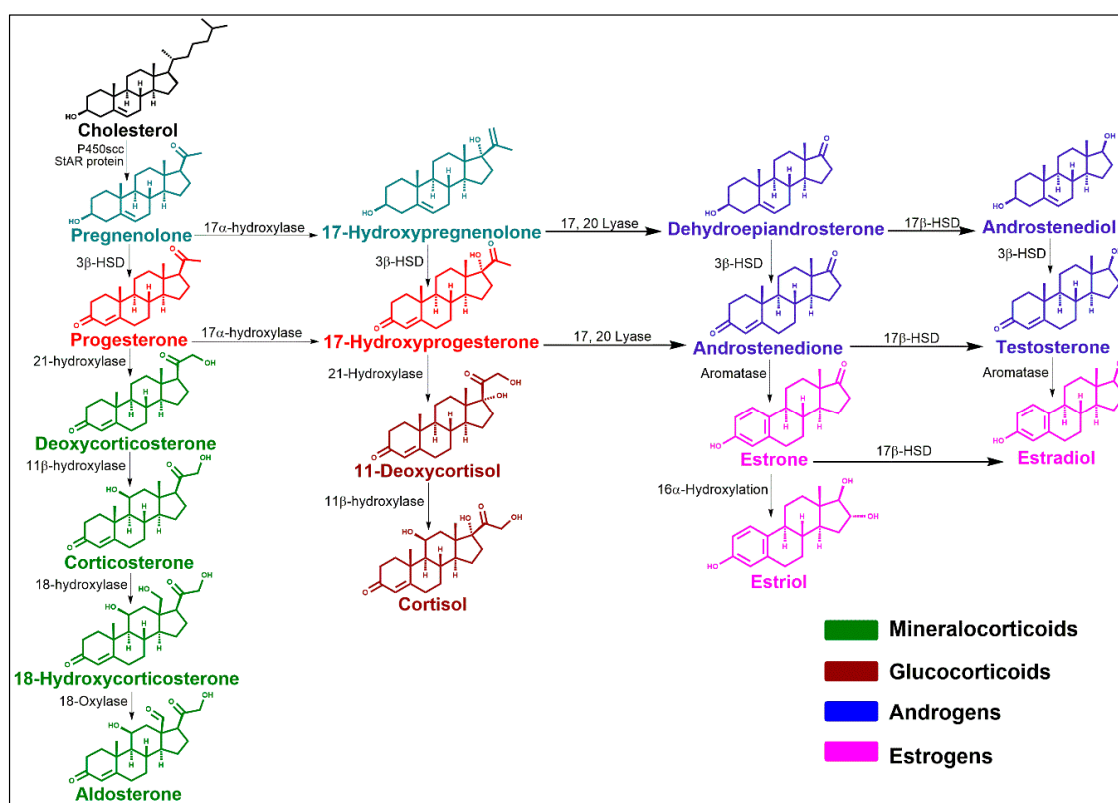 Cholesterol
P450scc
StAR protein
Pregnenolone
17α-hydroxylase
17-Hydroxypregnenolone
17, 20 Lyase
Dehydroepiandrosterone
17β-HSD
Androstenediol
3β-HSD
3β-HSD
3β-HSD
3β-HSD
Progesterone
17α-hydroxylase
17-Hydroxyprogesterone
17, 20 Lyase
Androstenedione
17β-HSD
Testosterone
21-hydroxylase
21-Hydroxylase
Aromatase
Aromatase
Deoxycorticosterone
11-Deoxycortisol
Estrone
17β-HSD
Estradiol
11β-hydroxylase
11β-hydroxylase
16α-Hydroxylation
Corticosterone
Cortisol
Estriol
18-hydroxylase
18-Hydroxycorticosterone
18-Oxylase
Aldosterone
Mineralocorticoids
Glucocorticoids
Androgens
Estrogens